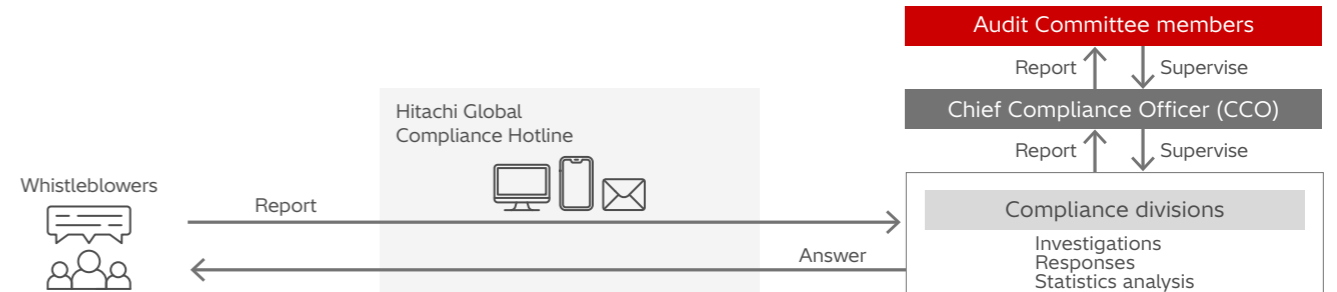 Audit Committee members
Report
Supervise
Hitachi Global
Compliance Hotline
Chief Compliance Officer (CCO)
Report
Supervise
Whistleblowers
Report
Compliance divisions
Answer
Investigations
Responses
Statistics analysis